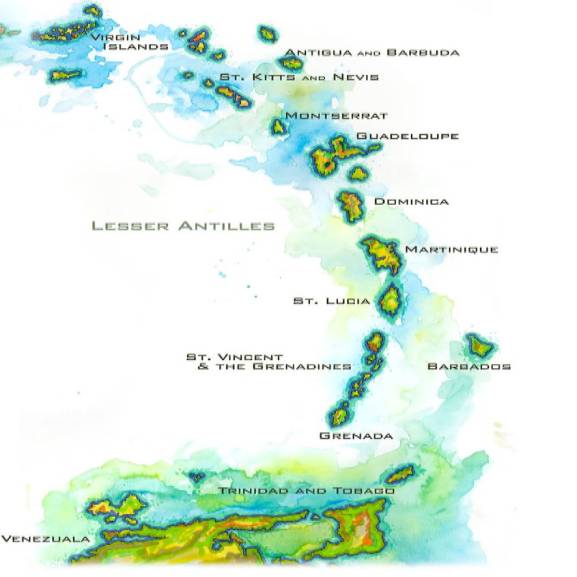 Virgin
Islands
Antigua and Barbuda
St. Kitts and Nevis
Montserrat
Guadeloupe
Dominica
Lesser Antilles
Martinique
St. Lucia
St. Vincent
& the Grenadines
Barbados
Grenada
Trinidad and Tobago
Venezuala